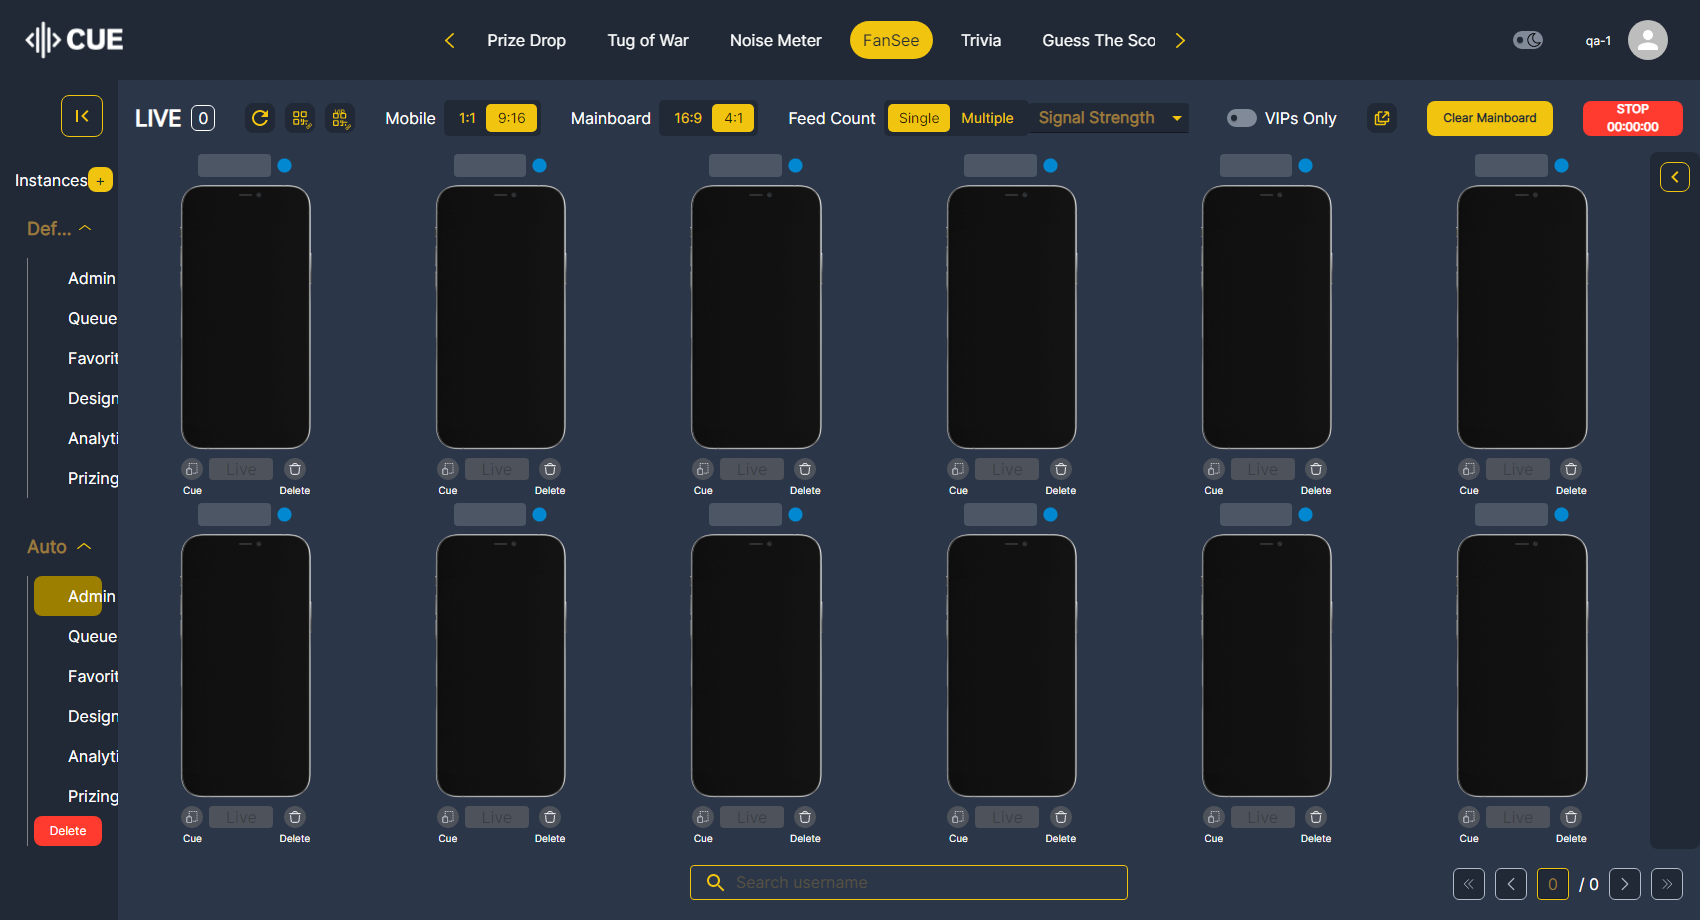 CUE
Prize Drop
Tug of War
Noise Meter
FanSee
Trivia
Guess The Sco
qa-1
LIVE 0
Mobile 1:1 9:16
Mainboard 16:9 4:1
Feed Count Single Multiple
Signal Strength
VIPs Only
Clear Mainboard
STOP
00:00:00
Instances +
Def...
Admin
Queue
Favorit
Design
Analyti
Prizing
Auto
Admin
Queue
Favorit
Design
Analyti
Prizing
Delete
Live Live Live Live Live Live
Cue Delete Cue Delete Cue Delete Cue Delete Cue Delete Cue Delete
Live Live Live Live Live Live
Cue Delete Cue Delete Cue Delete Cue Delete Cue Delete Cue Delete
Search username
0 / 0